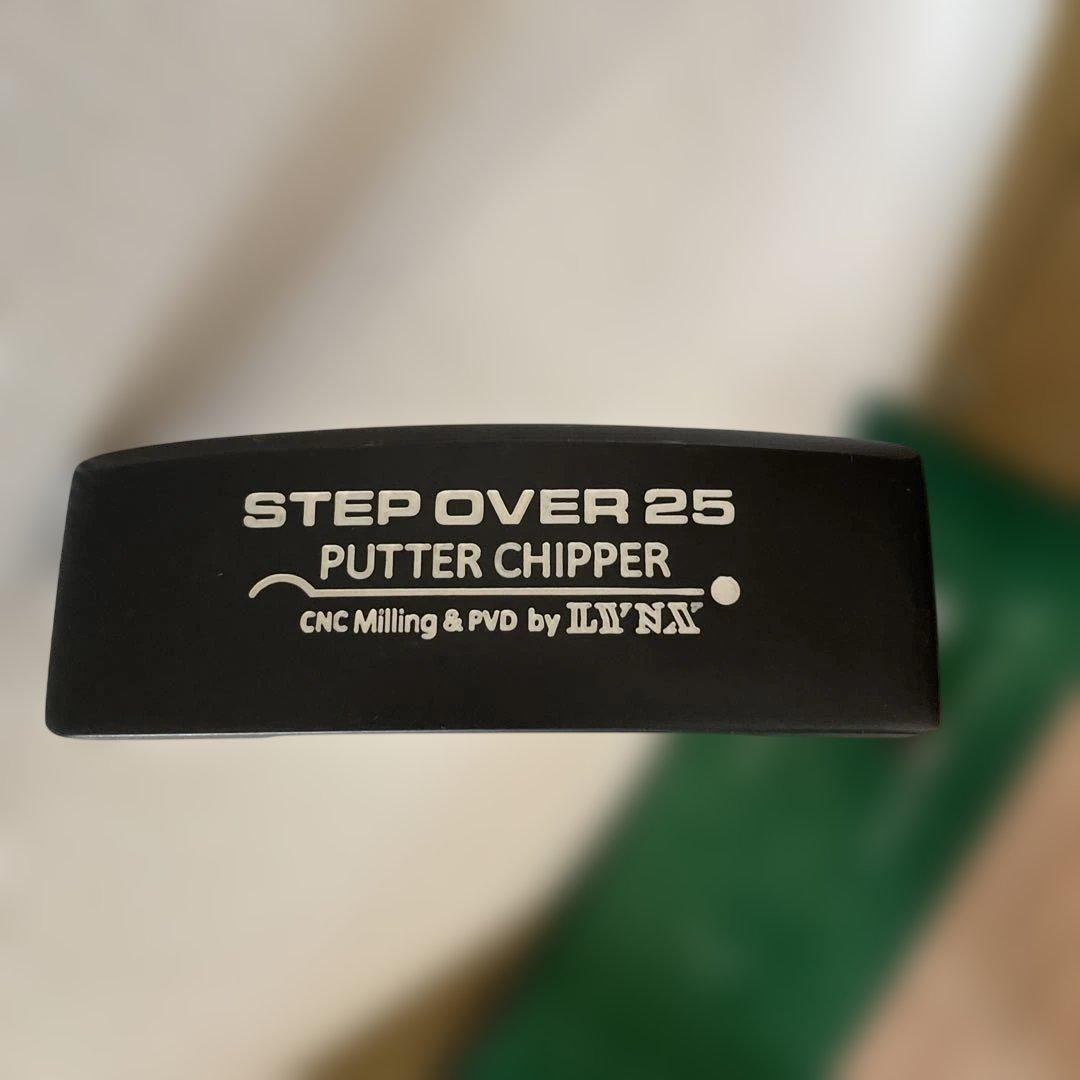 STEP OVER 25
PUTTER CHIPPER
CNC Milling & PVD by LYNX